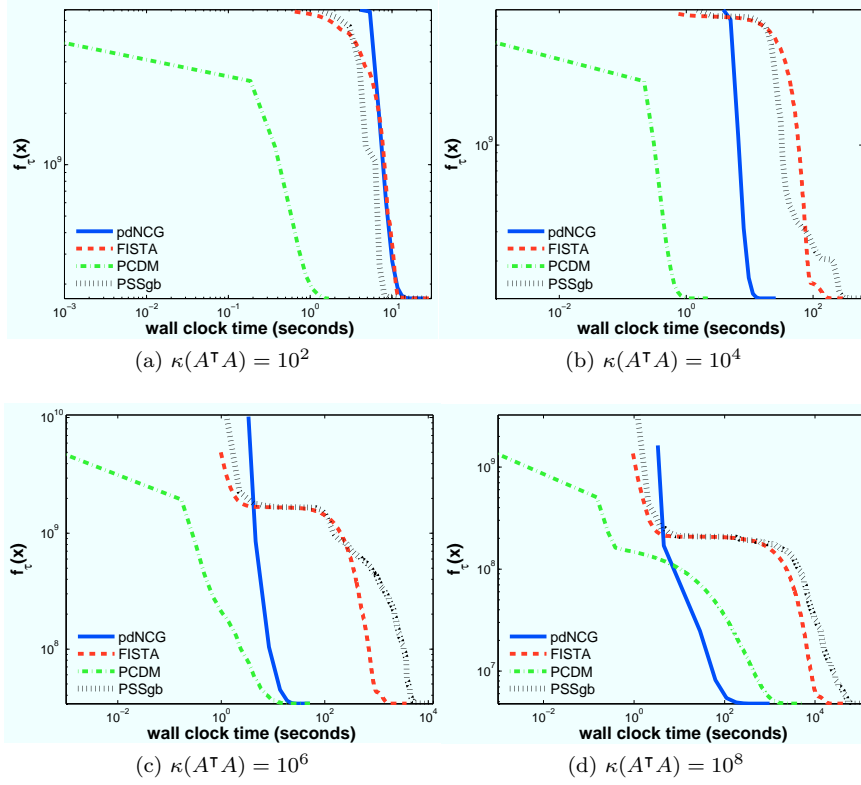 f_τ(x)
10^9
pdNCG
FISTA
PCDM
PSSgb
10^−3 10^−2 10^−1 10^0 10^1
wall clock time (seconds)
(a) κ(A^⊺A) = 10^2
f_τ(x)
10^9
pdNCG
FISTA
PCDM
PSSgb
10^−2 10^0 10^2
wall clock time (seconds)
(b) κ(A^⊺A) = 10^4
f_τ(x)
10^10
10^9
10^8
pdNCG
FISTA
PCDM
PSSgb
10^−2 10^0 10^2 10^4
wall clock time (seconds)
(c) κ(A^⊺A) = 10^6
f_τ(x)
10^9
10^8
10^7
pdNCG
FISTA
PCDM
PSSgb
10^−2 10^0 10^2 10^4
wall clock time (seconds)
(d) κ(A^⊺A) = 10^8